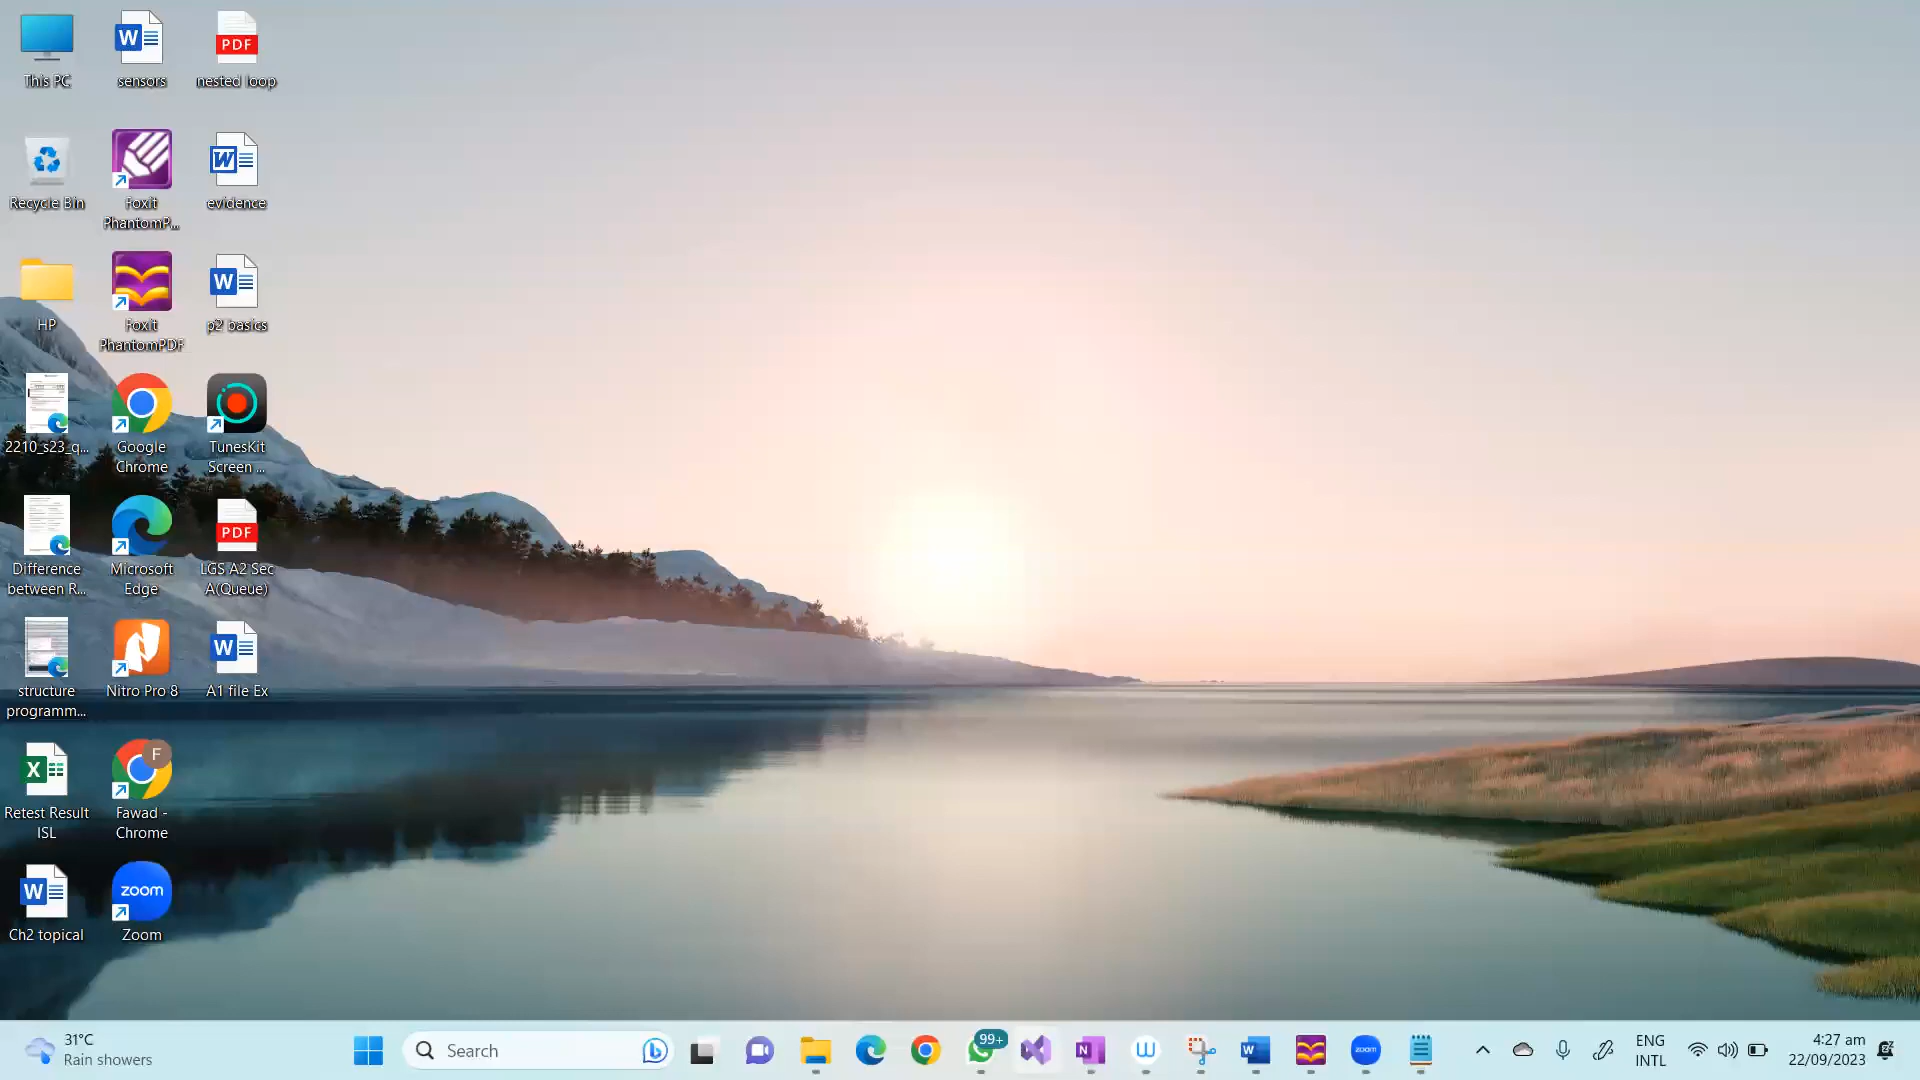 This PC
sensors
nested loop
Recycle Bin
Foxit
PhantomP...
evidence
HP
Foxit
PhantomPDF
p2 basics
2210_s23_q...
Google
Chrome
TunesKit
Screen ...
Difference
between R...
Microsoft
Edge
LGS A2 Sec
A(Queue)
structure
programm...
Nitro Pro 8
A1 file Ex
Retest Result
ISL
Fawad -
Chrome
Ch2 topical
Zoom
PDF
PDF
F
zoom
31°C
Rain showers
Search
99+
zoom
ENG
INTL
4:27 am
22/09/2023